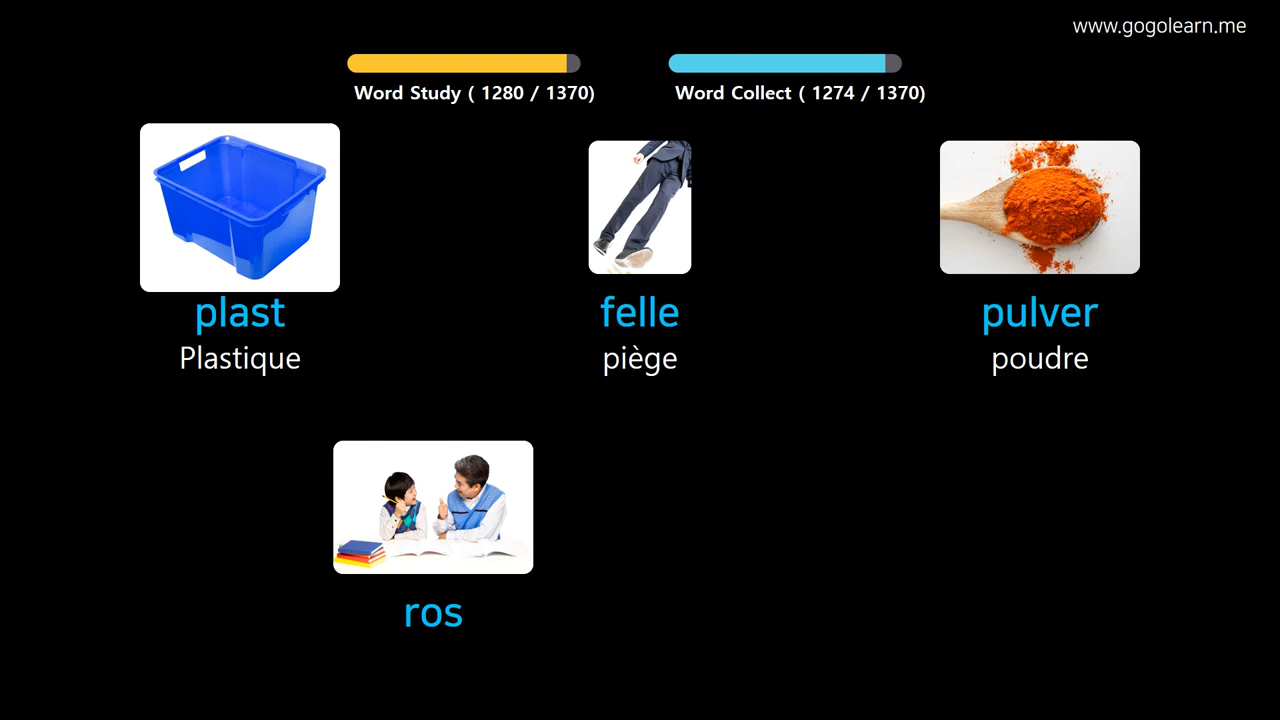 www.gogolearn.me
Word Study ( 1280 / 1370)
Word Collect ( 1274 / 1370)
plast
Plastique
felle
piège
pulver
poudre
ros